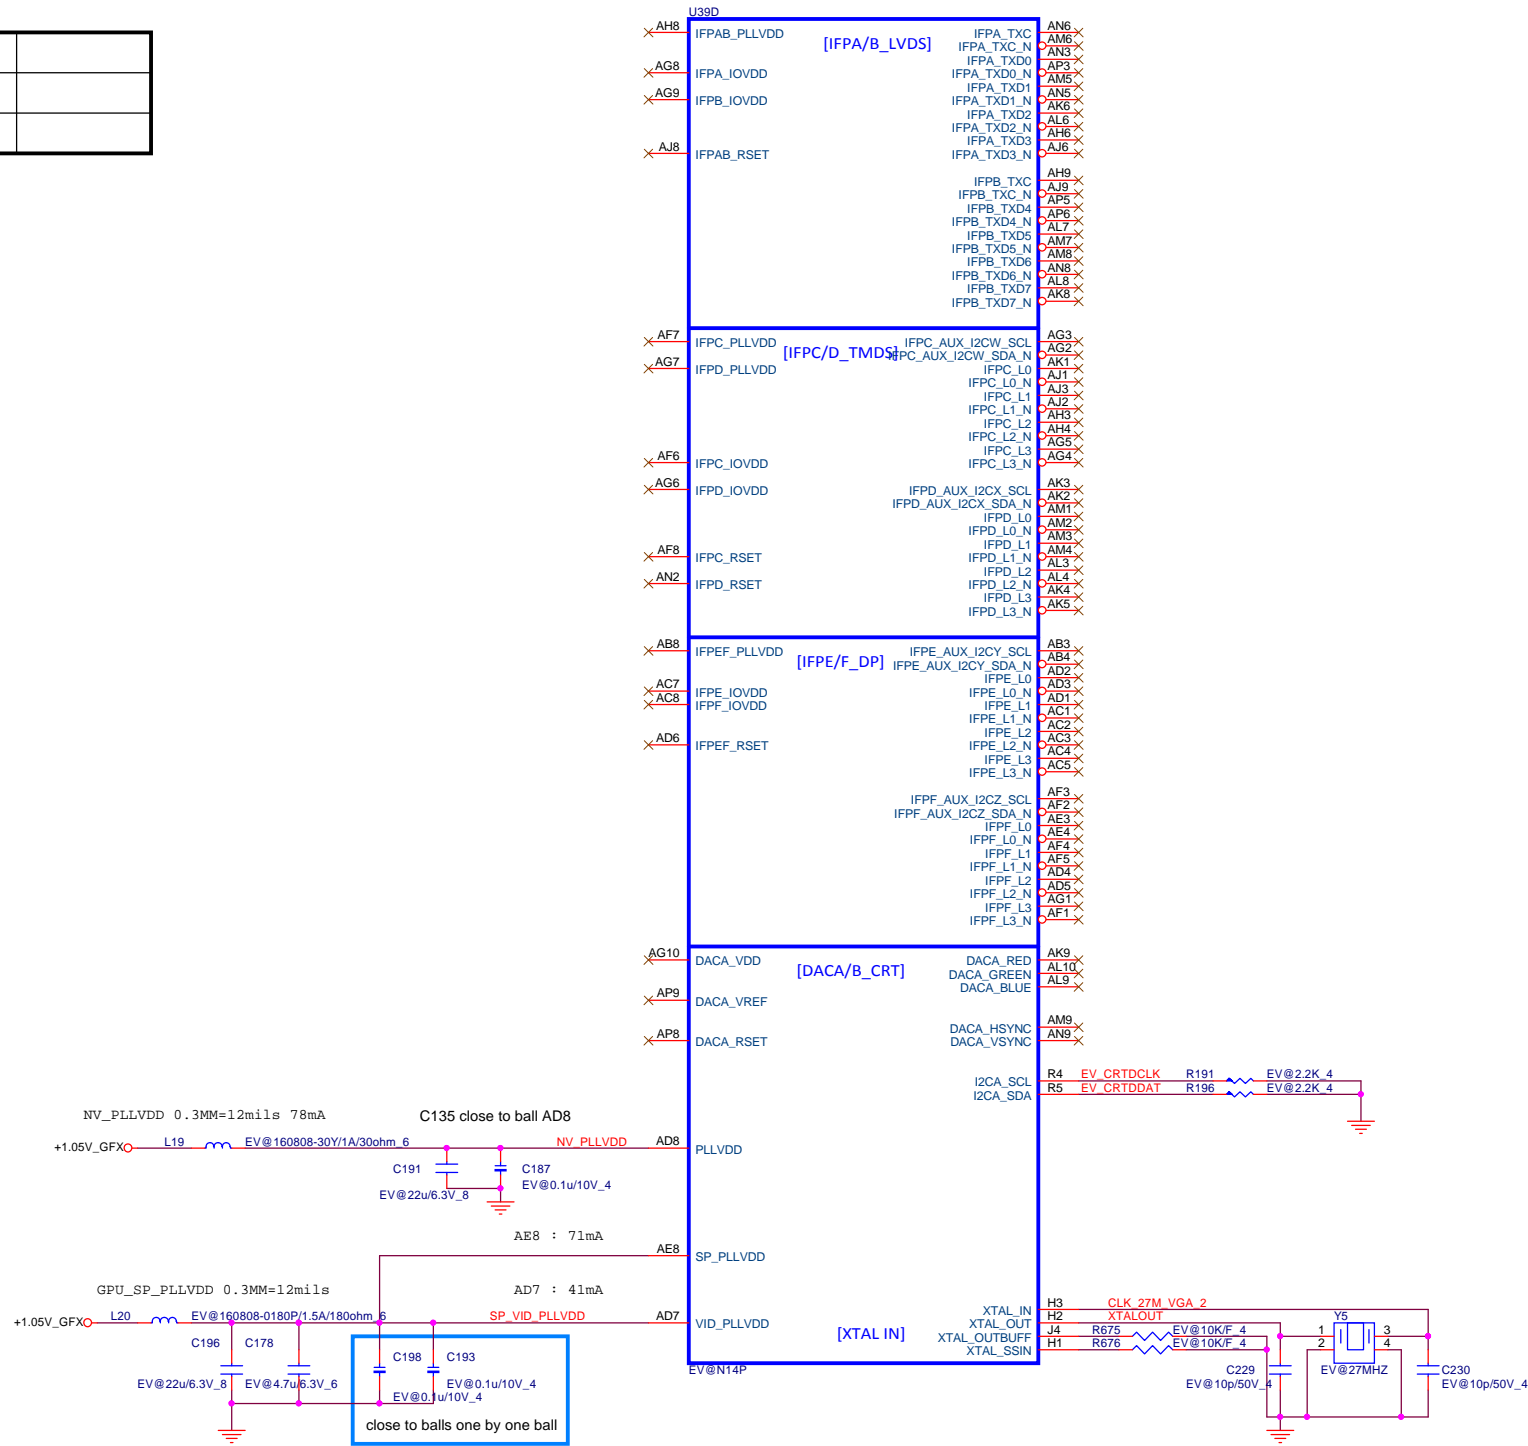 U39D
AH8 IFPAB_PLLVDD
AG8 IFPA_IOVDD
AG9 IFPB_IOVDD
AJ8 IFPAB_RSET
[IFPA/B_LVDS]
IFPA_TXC AN6
IFPA_TXC_N AM6
IFPA_TXD0 AN3
IFPA_TXD0_N AP3
IFPA_TXD1 AM5
IFPA_TXD1_N AN5
IFPA_TXD2 AK6
IFPA_TXD2_N AL6
IFPA_TXD3 AH6
IFPA_TXD3_N AJ6
IFPB_TXC AH9
IFPB_TXC_N AJ9
IFPB_TXD4 AP5
IFPB_TXD4_N AP6
IFPB_TXD5 AL7
IFPB_TXD5_N AM7
IFPB_TXD6 AM8
IFPB_TXD6_N AN8
IFPB_TXD7 AL8
IFPB_TXD7_N AK8
AF7 IFPC_PLLVDD
AG7 IFPD_PLLVDD
AF6 IFPC_IOVDD
AG6 IFPD_IOVDD
AF8 IFPC_RSET
AN2 IFPD_RSET
[IFPC/D_TMDS]
IFPC_AUX_I2CW_SCL AG3
IFPC_AUX_I2CW_SDA_N AG2
IFPC_L0 AK1
IFPC_L0_N AJ1
IFPC_L1 AJ3
IFPC_L1_N AJ2
IFPC_L2 AH3
IFPC_L2_N AH4
IFPC_L3 AG5
IFPC_L3_N AG4
IFPD_AUX_I2CX_SCL AK3
IFPD_AUX_I2CX_SDA_N AK2
IFPD_L0 AM1
IFPD_L0_N AM2
IFPD_L1 AM3
IFPD_L1_N AM4
IFPD_L2 AL3
IFPD_L2_N AL4
IFPD_L3 AK4
IFPD_L3_N AK5
AB8 IFPEF_PLLVDD
AC7 IFPE_IOVDD
AC8 IFPF_IOVDD
AD6 IFPEF_RSET
[IFPE/F_DP]
IFPE_AUX_I2CY_SCL AB3
IFPE_AUX_I2CY_SDA_N AB4
IFPE_L0 AD2
IFPE_L0_N AD3
IFPE_L1 AD1
IFPE_L1_N AC1
IFPE_L2 AC2
IFPE_L2_N AC3
IFPE_L3 AC4
IFPE_L3_N AC5
IFPF_AUX_I2CZ_SCL AF3
IFPF_AUX_I2CZ_SDA_N AF2
IFPF_L0 AE3
IFPF_L0_N AE4
IFPF_L1 AF4
IFPF_L1_N AF5
IFPF_L2 AD4
IFPF_L2_N AD5
IFPF_L3 AG1
IFPF_L3_N AF1
AG10 DACA_VDD
AP9 DACA_VREF
AP8 DACA_RSET
[DACA/B_CRT]
DACA_RED AK9
DACA_GREEN AL10
DACA_BLUE AL9
DACA_HSYNC AM9
DACA_VSYNC AN9
I2CA_SCL R4 EV_CRTDCLK R191 EV@2.2K_4
I2CA_SDA R5 EV_CRTDDAT R196 EV@2.2K_4
NV_PLLVDD 0.3MM=12mils 78mA
C135 close to ball AD8
+1.05V_GFX L19 EV@160808-30Y/1A/30ohm_6 NV_PLLVDD AD8 PLLVDD
C191 C187
EV@22u/6.3V_8 EV@0.1u/10V_4
AE8 : 71mA
AE8 SP_PLLVDD
GPU_SP_PLLVDD 0.3MM=12mils
AD7 : 41mA
+1.05V_GFX L20 EV@160808-0180P/1.5A/180ohm_6 SP_VID_PLLVDD AD7 VID_PLLVDD
C196 C178 C198 C193
EV@22u/6.3V_8 EV@4.7u/6.3V_6 EV@0.1u/10V_4 EV@0.1u/10V_4
close to balls one by one ball
[XTAL IN]
XTAL_IN H3 CLK_27M_VGA_2
XTAL_OUT H2 XTALOUT
XTAL_OUTBUFF J4 R675 EV@10K/F_4
XTAL_SSIN H1 R676 EV@10K/F_4
Y5
1 3
2 4
EV@27MHZ
C229
EV@10p/50V_4
C230
EV@10p/50V_4
EV@N14P